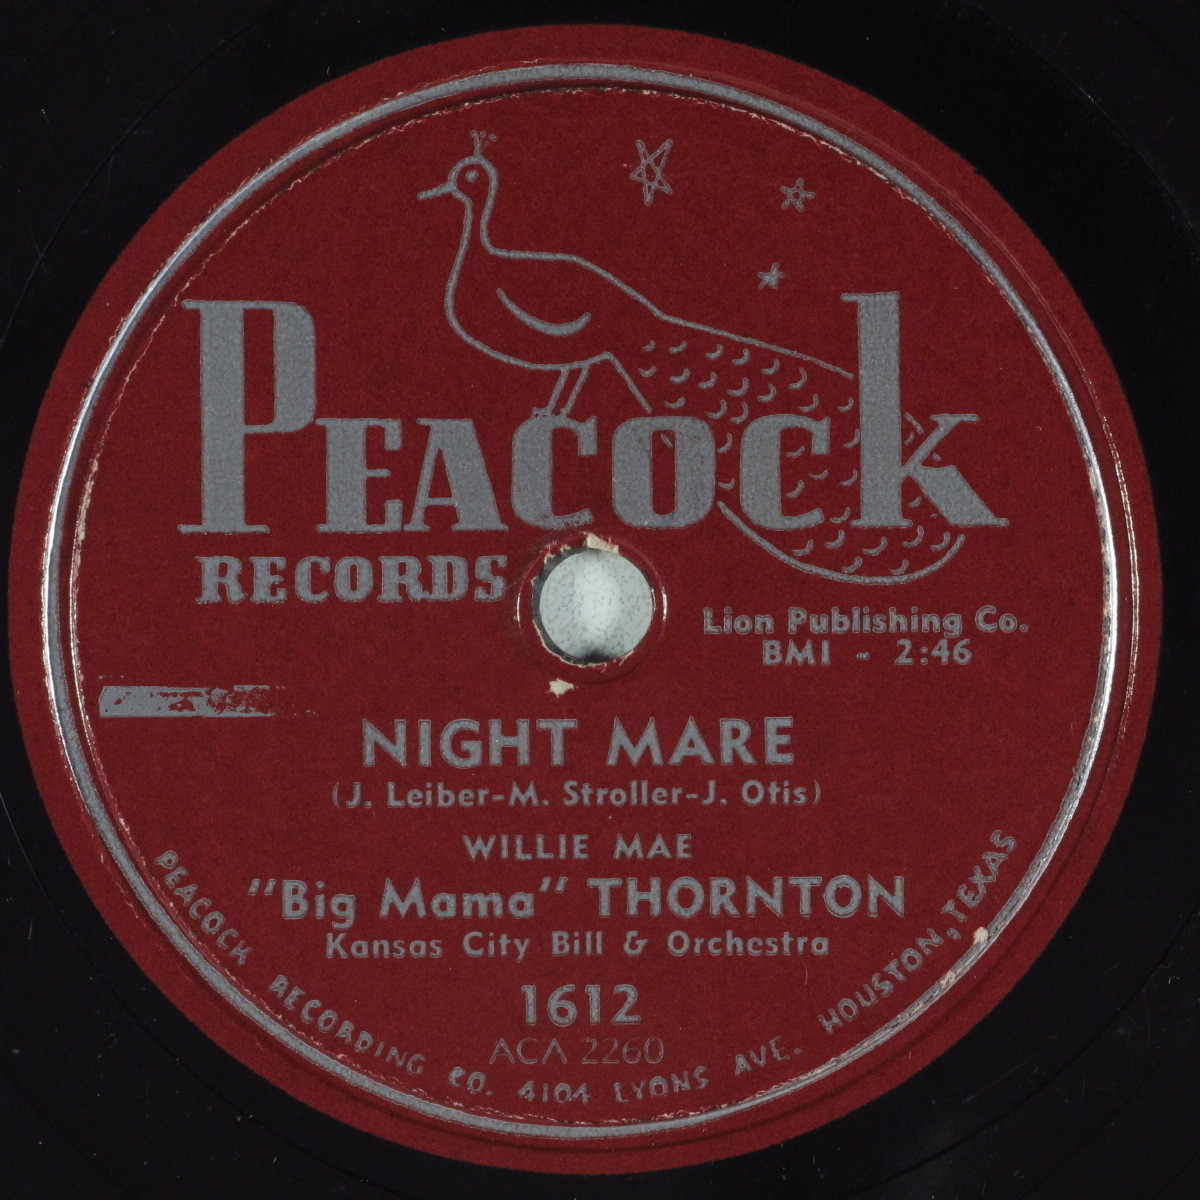 PEACOCK
RECORDS
Lion Publishing Co.
BMI - 2:46
NIGHT MARE
(J. Leiber-M. Stroller-J. Otis)
WILLIE MAE
"Big Mama" THORNTON
Kansas City Bill & Orchestra
1612
ACA 2260
PEACOCK RECORDING CO. 4104 LYONS AVE. HOUSTON, TEXAS